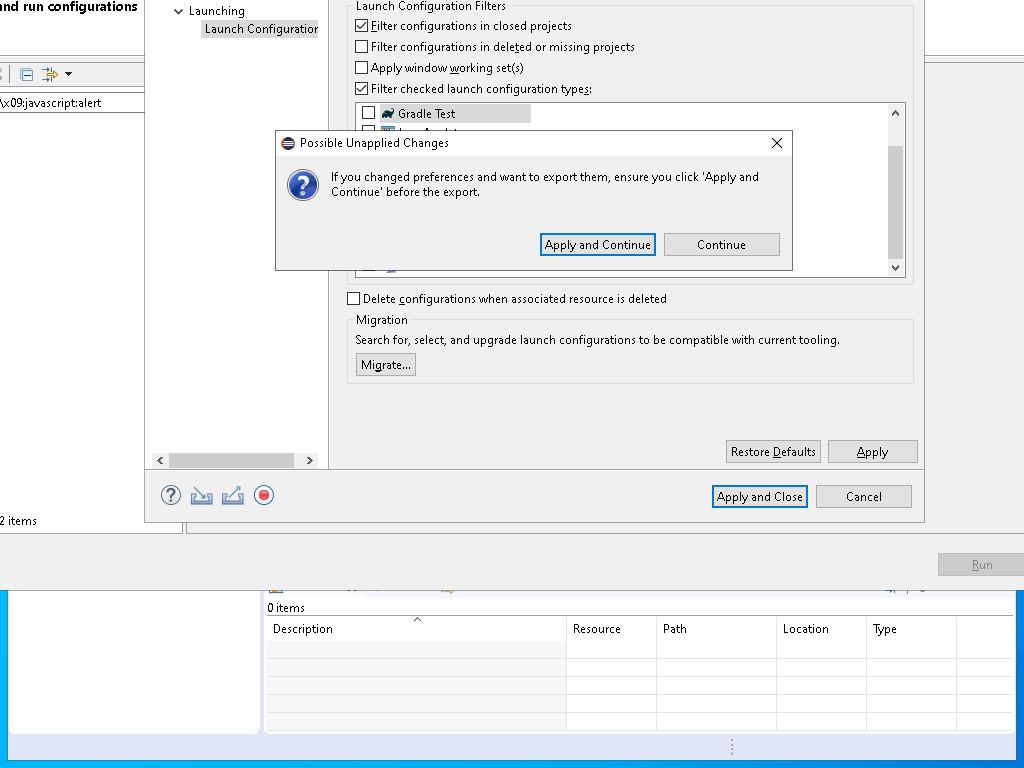 and run configurations
Launching
Launch Configuration
\x09:javascript:alert
2 items
Launch Configuration Filters
Filter configurations in closed projects
Filter configurations in deleted or missing projects
Apply window working set(s)
Filter checked launch configuration types:
Gradle Test
Possible Unapplied Changes
If you changed preferences and want to export them, ensure you click 'Apply and
Continue' before the export.
Apply and Continue
Continue
Delete configurations when associated resource is deleted
Migration
Search for, select, and upgrade launch configurations to be compatible with current tooling.
Migrate...
Restore Defaults
Apply
Apply and Close
Cancel
Run
0 items
Description
Resource
Path
Location
Type